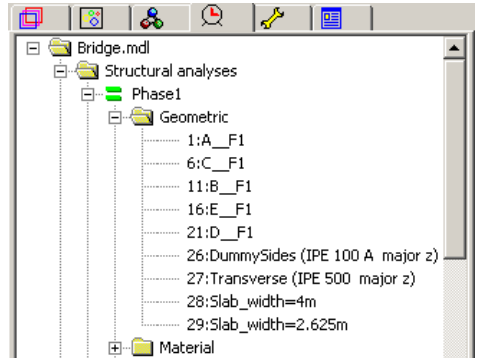 Bridge.mdl
Structural analyses
Phase1
Geometric
1:A__F1
6:C__F1
11:B__F1
16:E__F1
21:D__F1
26:DummySides (IPE 100 A  major z)
27:Transverse (IPE 500  major z)
28:Slab_width=4m
29:Slab_width=2.625m
Material